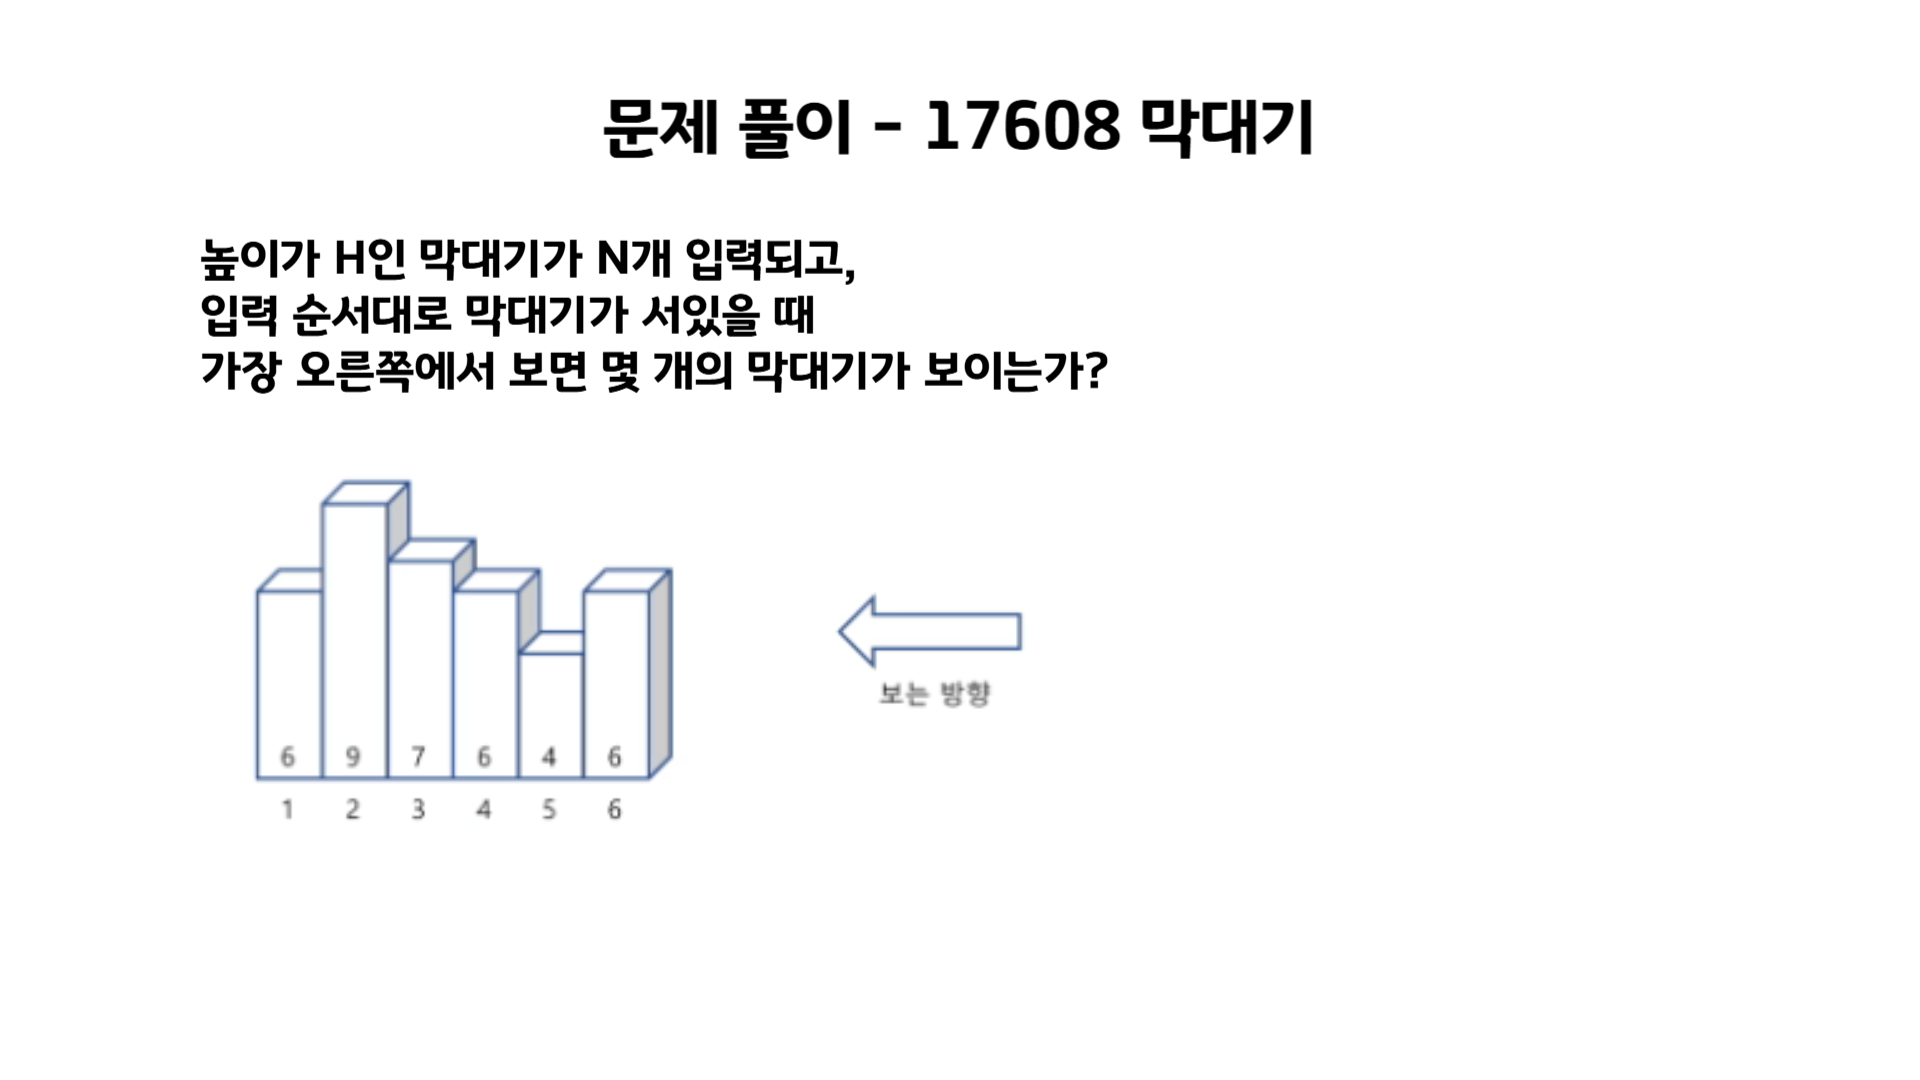 문제 풀이 - 17608 막대기
높이가 H인 막대기가 N개 입력되고,
입력 순서대로 막대기가 서있을 때
가장 오른쪽에서 보면 몇 개의 막대기가 보이는가?
보는 방향
6 9 7 6 4 6
1 2 3 4 5 6